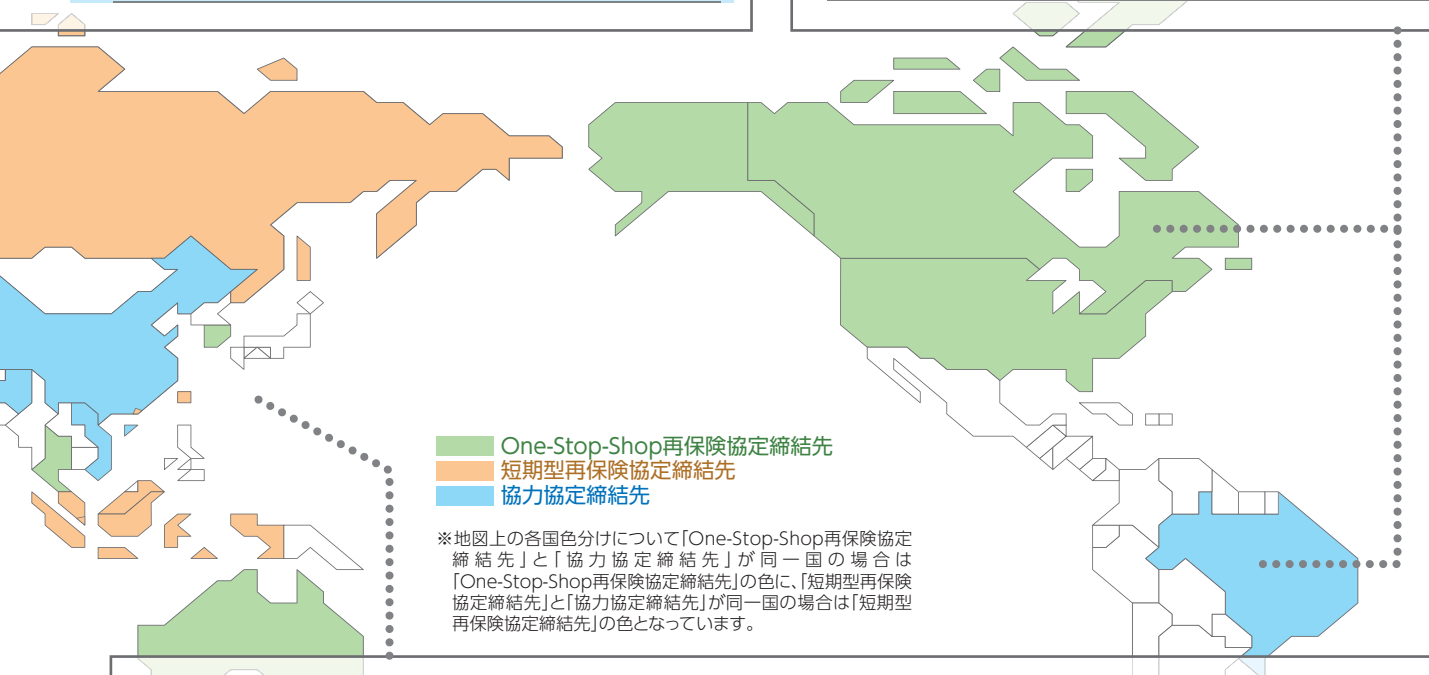 One-Stop-Shop再保険協定締結先
短期型再保険協定締結先
協力協定締結先
※地図上の各国色分けについて「One-Stop-Shop再保険協定
締結先」と「協力協定締結先」が同一国の場合は
「One-Stop-Shop再保険協定締結先」の色に、「短期型再保険
協定締結先」と「協力協定締結先」が同一国の場合は「短期型
再保険協定締結先」の色となっています。